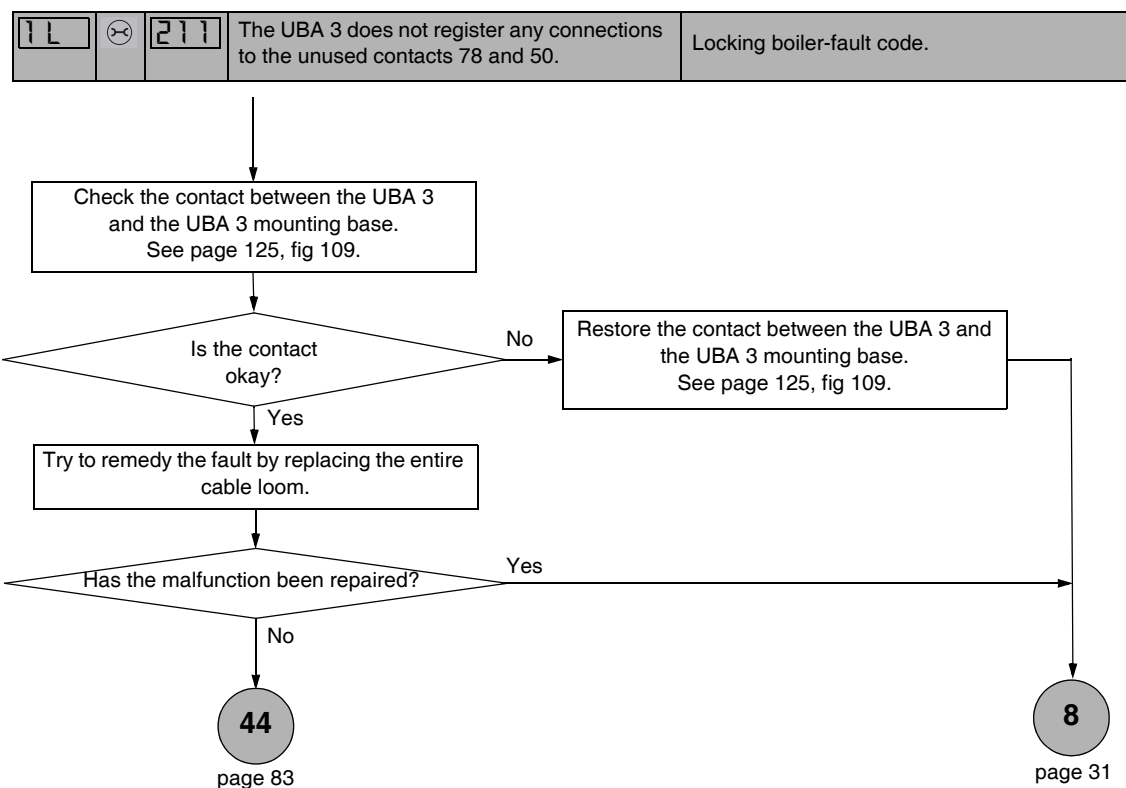 1L 211 The UBA 3 does not register any connections
to the unused contacts 78 and 50.
Locking boiler-fault code.
Check the contact between the UBA 3
and the UBA 3 mounting base.
See page 125, fig 109.
Is the contact
okay?
No
Restore the contact between the UBA 3 and
the UBA 3 mounting base.
See page 125, fig 109.
Yes
Try to remedy the fault by replacing the entire
cable loom.
Has the malfunction been repaired?
Yes
No
44
page 83
8
page 31